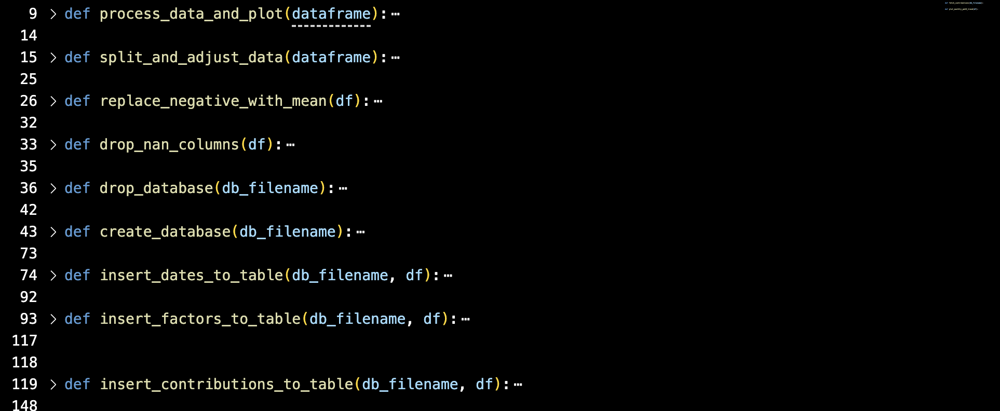 9 > def process_data_and_plot(dataframe):⋯
14
15 > def split_and_adjust_data(dataframe):⋯
25
26 > def replace_negative_with_mean(df):⋯
32
33 > def drop_nan_columns(df):⋯
35
36 > def drop_database(db_filename):⋯
42
43 > def create_database(db_filename):⋯
73
74 > def insert_dates_to_table(db_filename, df):⋯
92
93 > def insert_factors_to_table(db_filename, df):⋯
117
118
119 > def insert_contributions_to_table(db_filename, df):⋯
148